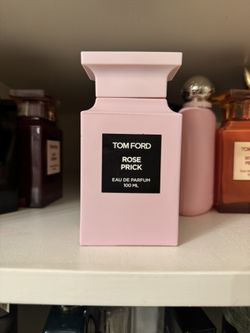 TOM FORD
ROSE
PRICK
EAU DE PARFUM
100 ML